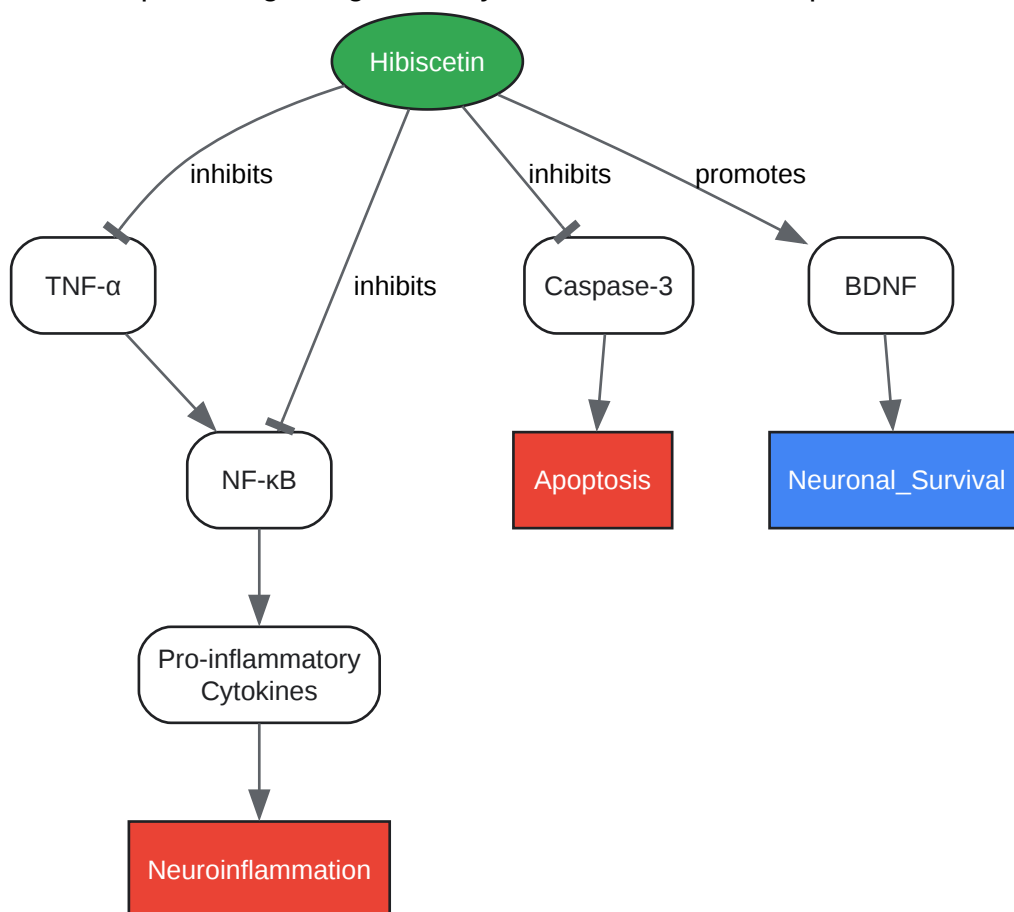 Hibiscetin
inhibits
inhibits
promotes
TNF-α
inhibits
Caspase-3
BDNF
NF-κB
Apoptosis
Neuronal_Survival
Pro-inflammatory
Cytokines
Neuroinflammation